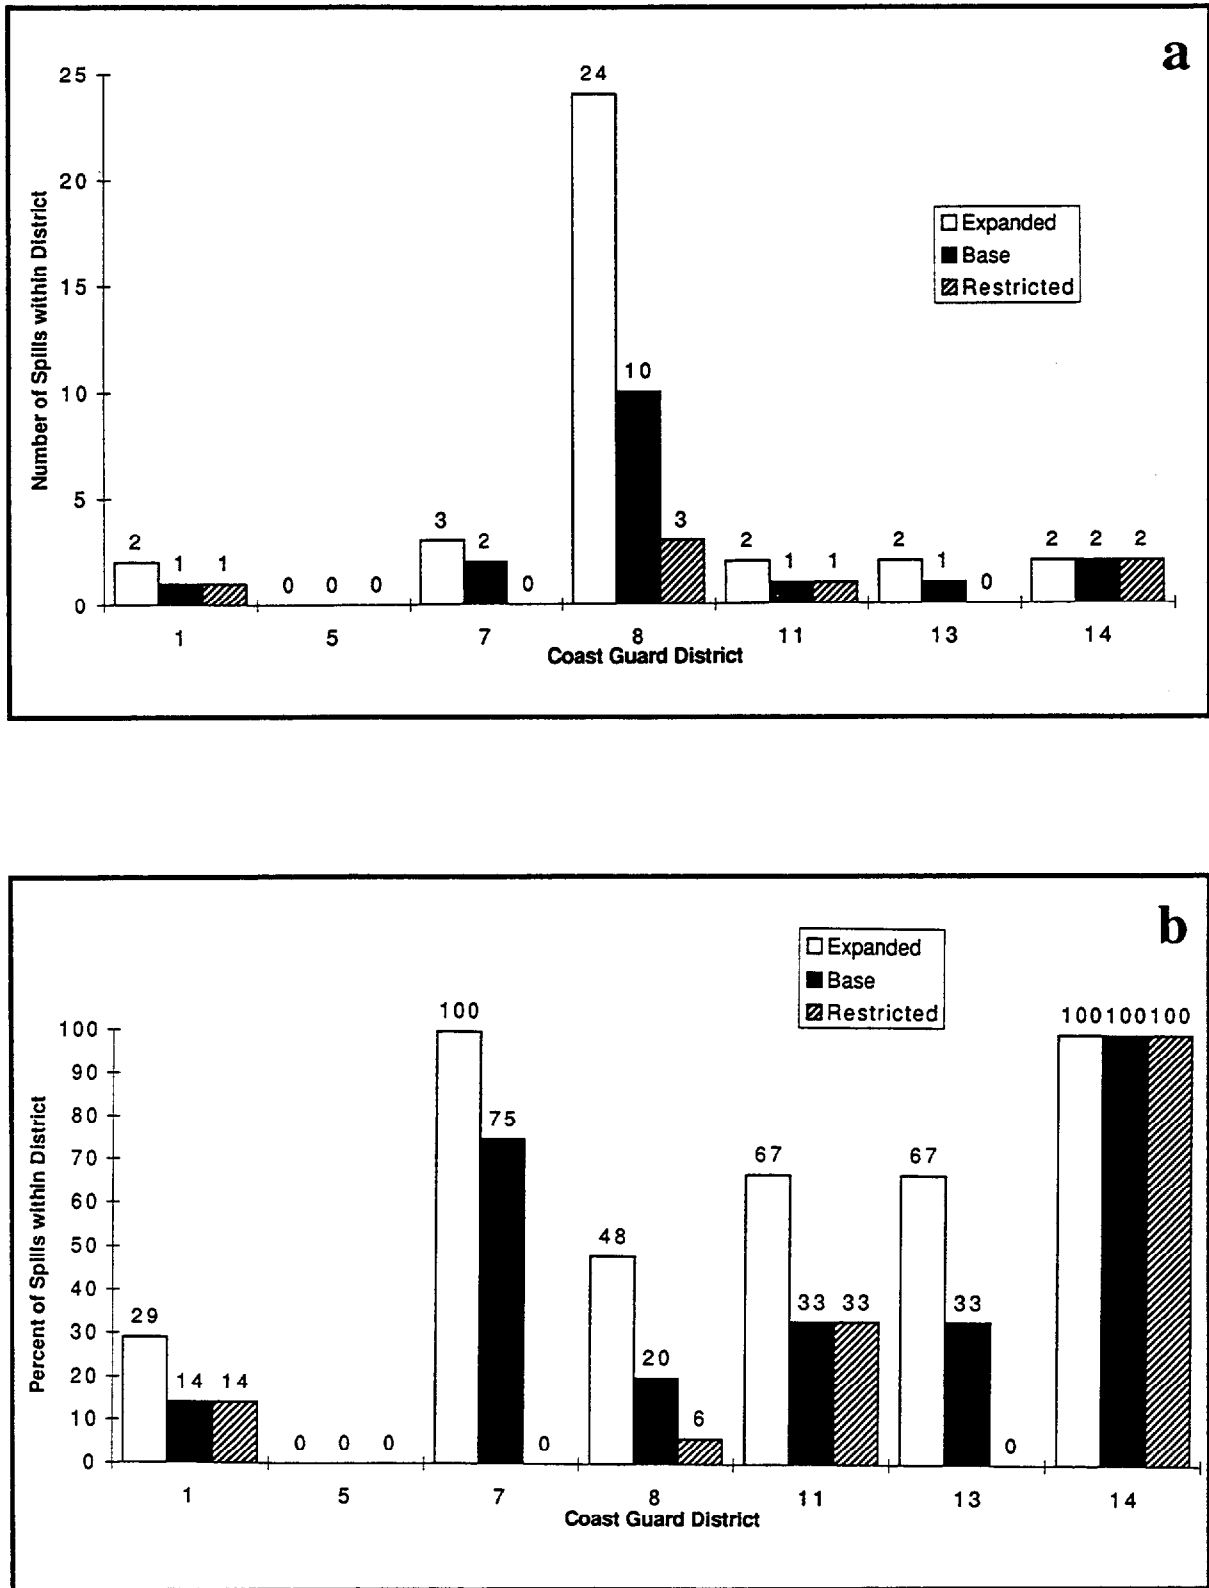 a
25
20
15
10
5
0
Number of Spills within District
24
10
3
2 1 1
0 0 0
3 2 0
2 1 1
2 1 0
2 2 2
Expanded
Base
Restricted
1 5 7 8 11 13 14
Coast Guard District
b
Expanded
Base
Restricted
100
90
80
70
60
50
40
30
20
10
0
Percent of Spills within District
29 14 14
0 0 0
100 75 0
48 20 6
67 33 33
67 33 0
100 100 100
1 5 7 8 11 13 14
Coast Guard District